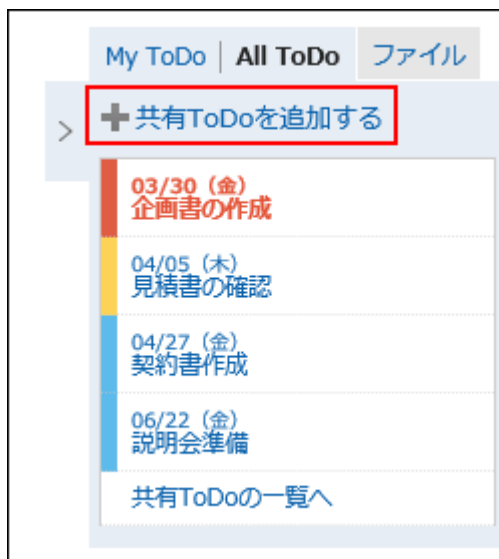 My ToDo | All ToDo ファイル
共有ToDoを追加する
03/30（金）
企画書の作成
04/05（木）
見積書の確認
04/27（金）
契約書作成
06/22（金）
説明会準備
共有ToDoの一覧へ